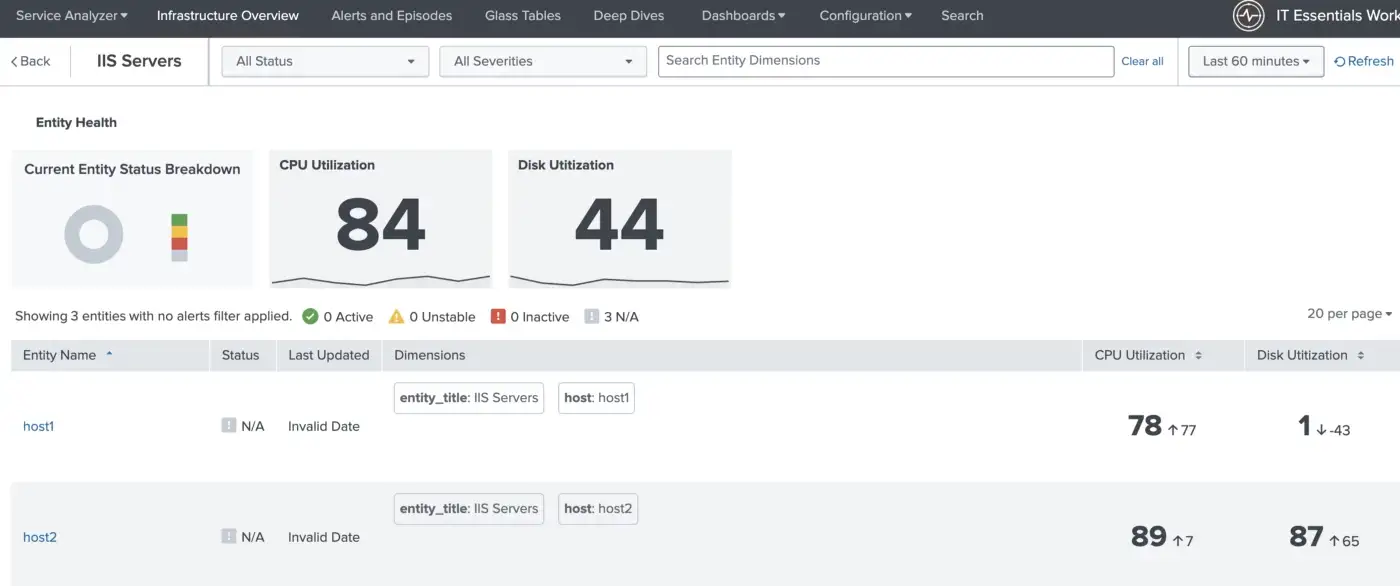 Service Analyzer Infrastructure Overview Alerts and Episodes Glass Tables Deep Dives Dashboards Configuration Search IT Essentials
Back IIS Servers All Status All Severities Search Entity Dimensions Clear all Last 60 minutes Refresh
Entity Health
Current Entity Status Breakdown CPU Utilization Disk Utitization
84 44
Showing 3 entities with no alerts filter applied. 0 Active 0 Unstable 0 Inactive 3 N/A 20 per page
Entity Name Status Last Updated Dimensions CPU Utilization Disk Utitization
entity_title: IIS Servers host: host1
host1 N/A Invalid Date 78 77 1 -43
entity_title: IIS Servers host: host2
host2 N/A Invalid Date 89 7 87 65